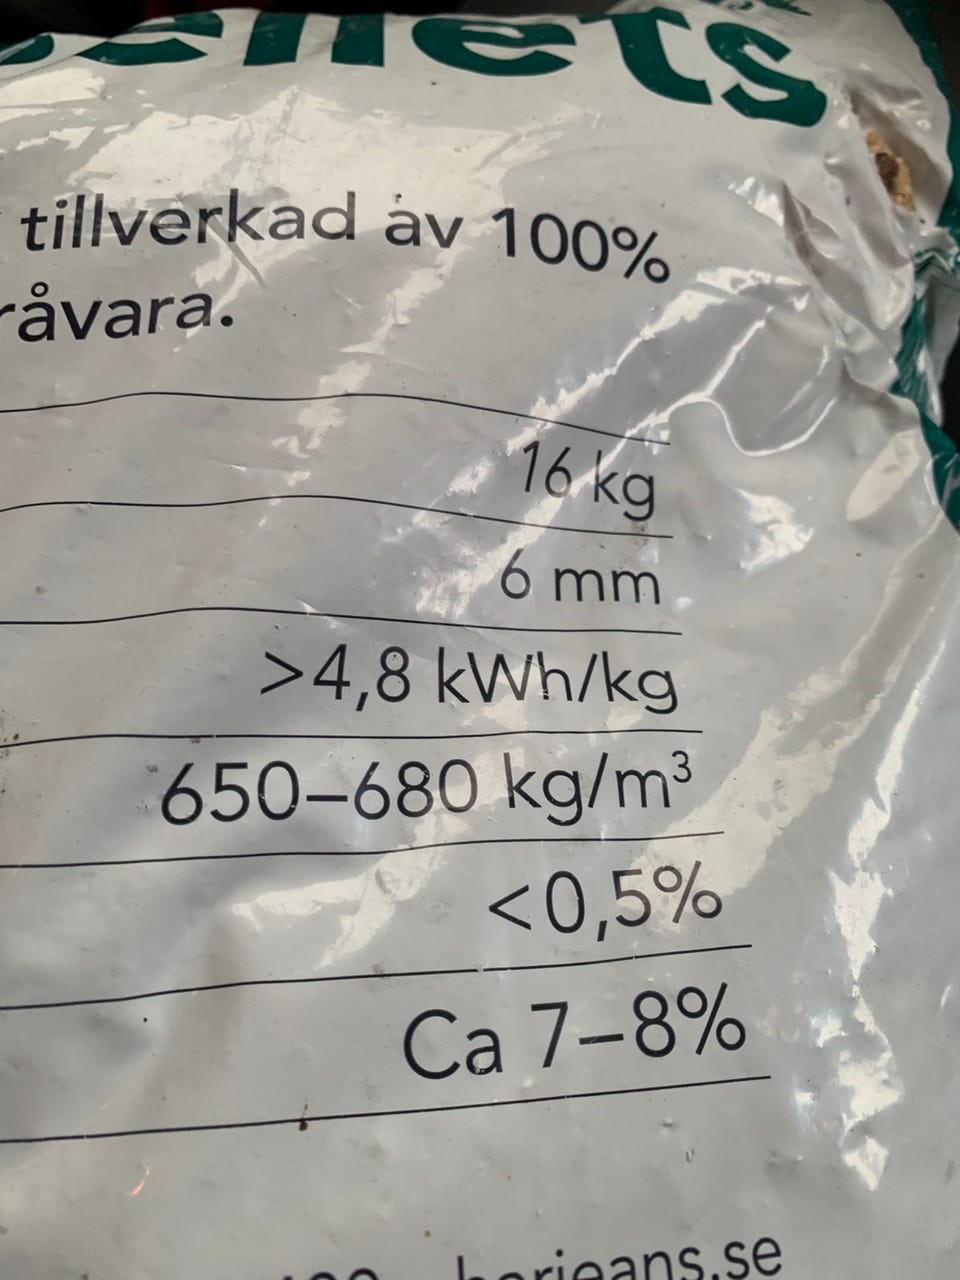 pellets
tillverkad av 100%
råvara.
16 kg
6 mm
>4,8 kWh/kg
650–680 kg/m³
<0,5%
Ca 7–8%